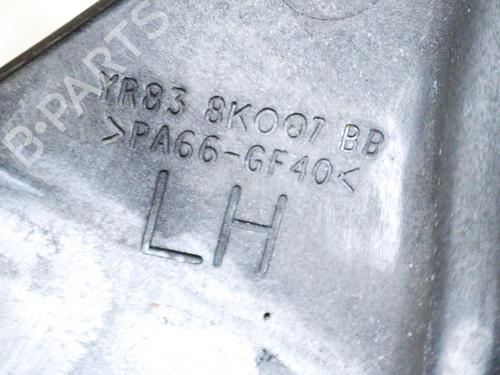 B-PARTS
YR83 8K007 BB
>PA66-GF40<
LH